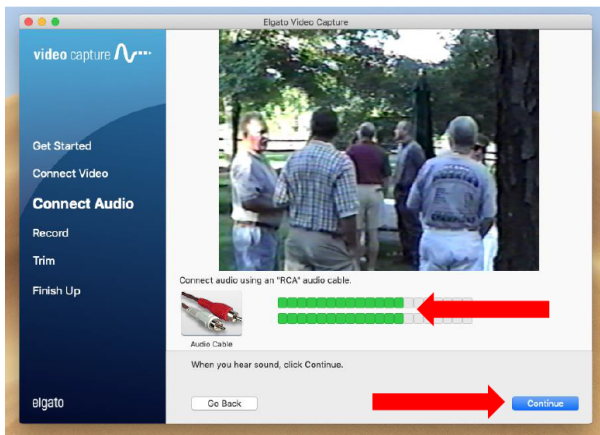 Elgato Video Capture
video capture
Get Started
Connect Video
Connect Audio
Record
Trim
Finish Up
elgato
Connect audio using an "RCA" audio cable.
Audio Cable
When you hear sound, click Continue.
Go Back
Continue